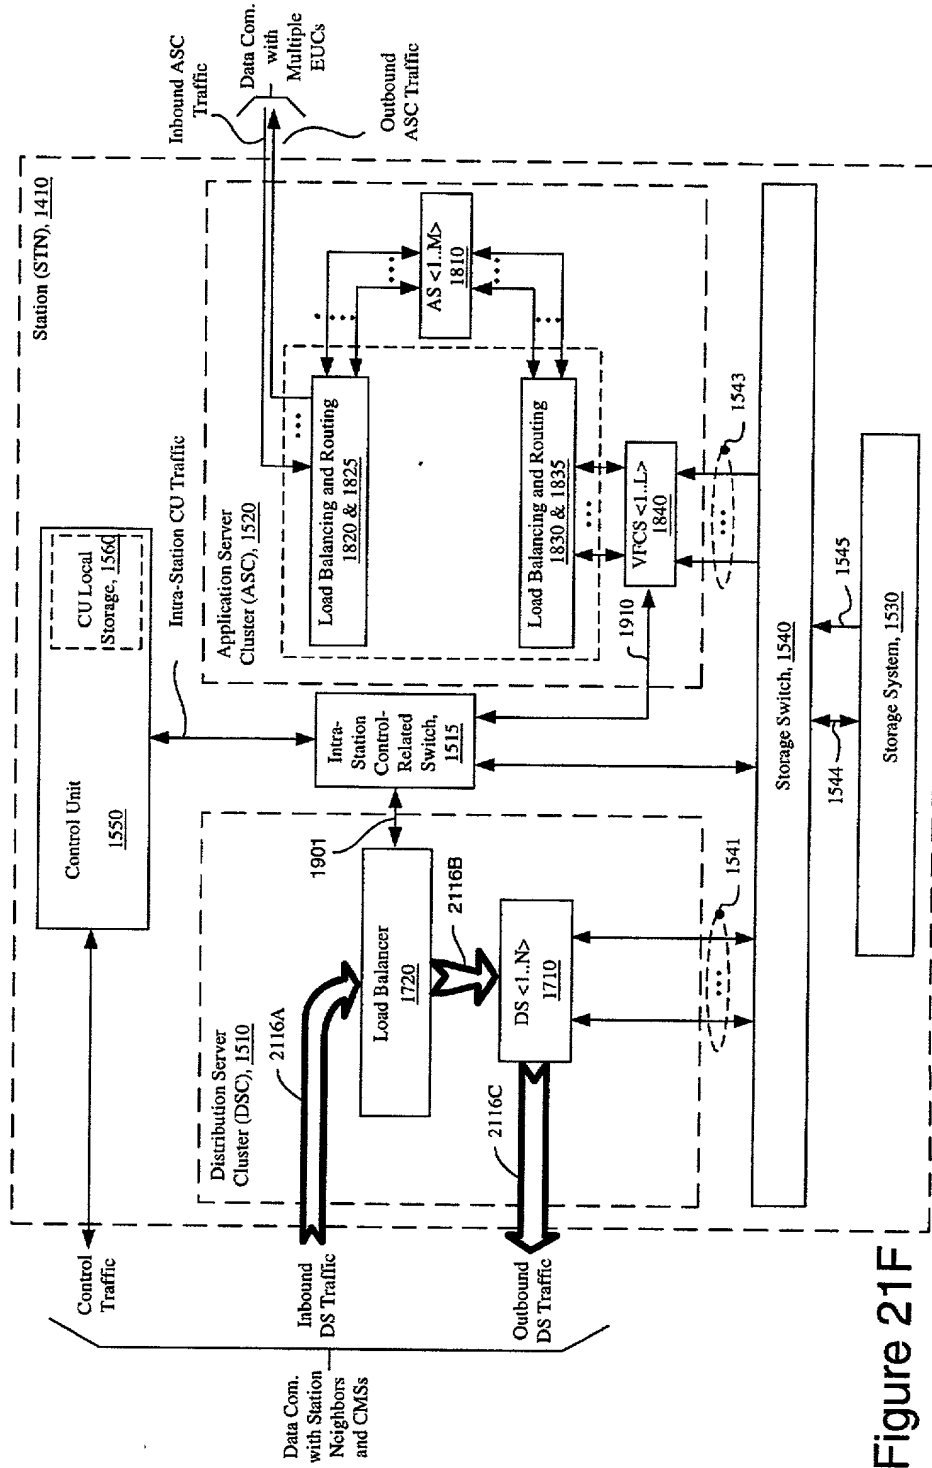 Station (STN), 1410
Control Unit
1550
CU Local
Storage, 1560
Control
Traffic
Intra-Station CU Traffic
Inbound ASC
Traffic
Data Com.
with
Multiple
EUCs
Outbound
ASC Traffic
Distribution Server
Cluster (DSC), 1510
Application Server
Cluster (ASC), 1520
Intra-
Station
Control-
Related
Switch,
1515
2116A
Inbound
DS Traffic
Data Com.
with Station
Neighbors
and CMSs
Load Balancer
1720
1901
2116B
DS <1..N>
1710
2116C
Outbound
DS Traffic
Load Balancing and Routing
1820 & 1825
AS <1..M>
1810
Load Balancing and Routing
1830 & 1835
VFCS <1..L>
1840
1910
1541
1543
Storage Switch, 1540
1544
1545
Storage System, 1530
Figure 21F